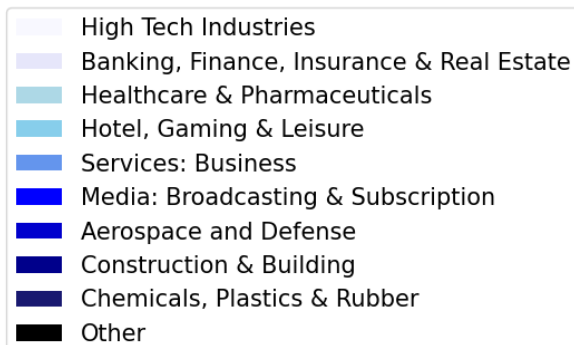 High Tech Industries
Banking, Finance, Insurance & Real Estate
Healthcare & Pharmaceuticals
Hotel, Gaming & Leisure
Services: Business
Media: Broadcasting & Subscription
Aerospace and Defense
Construction & Building
Chemicals, Plastics & Rubber
Other